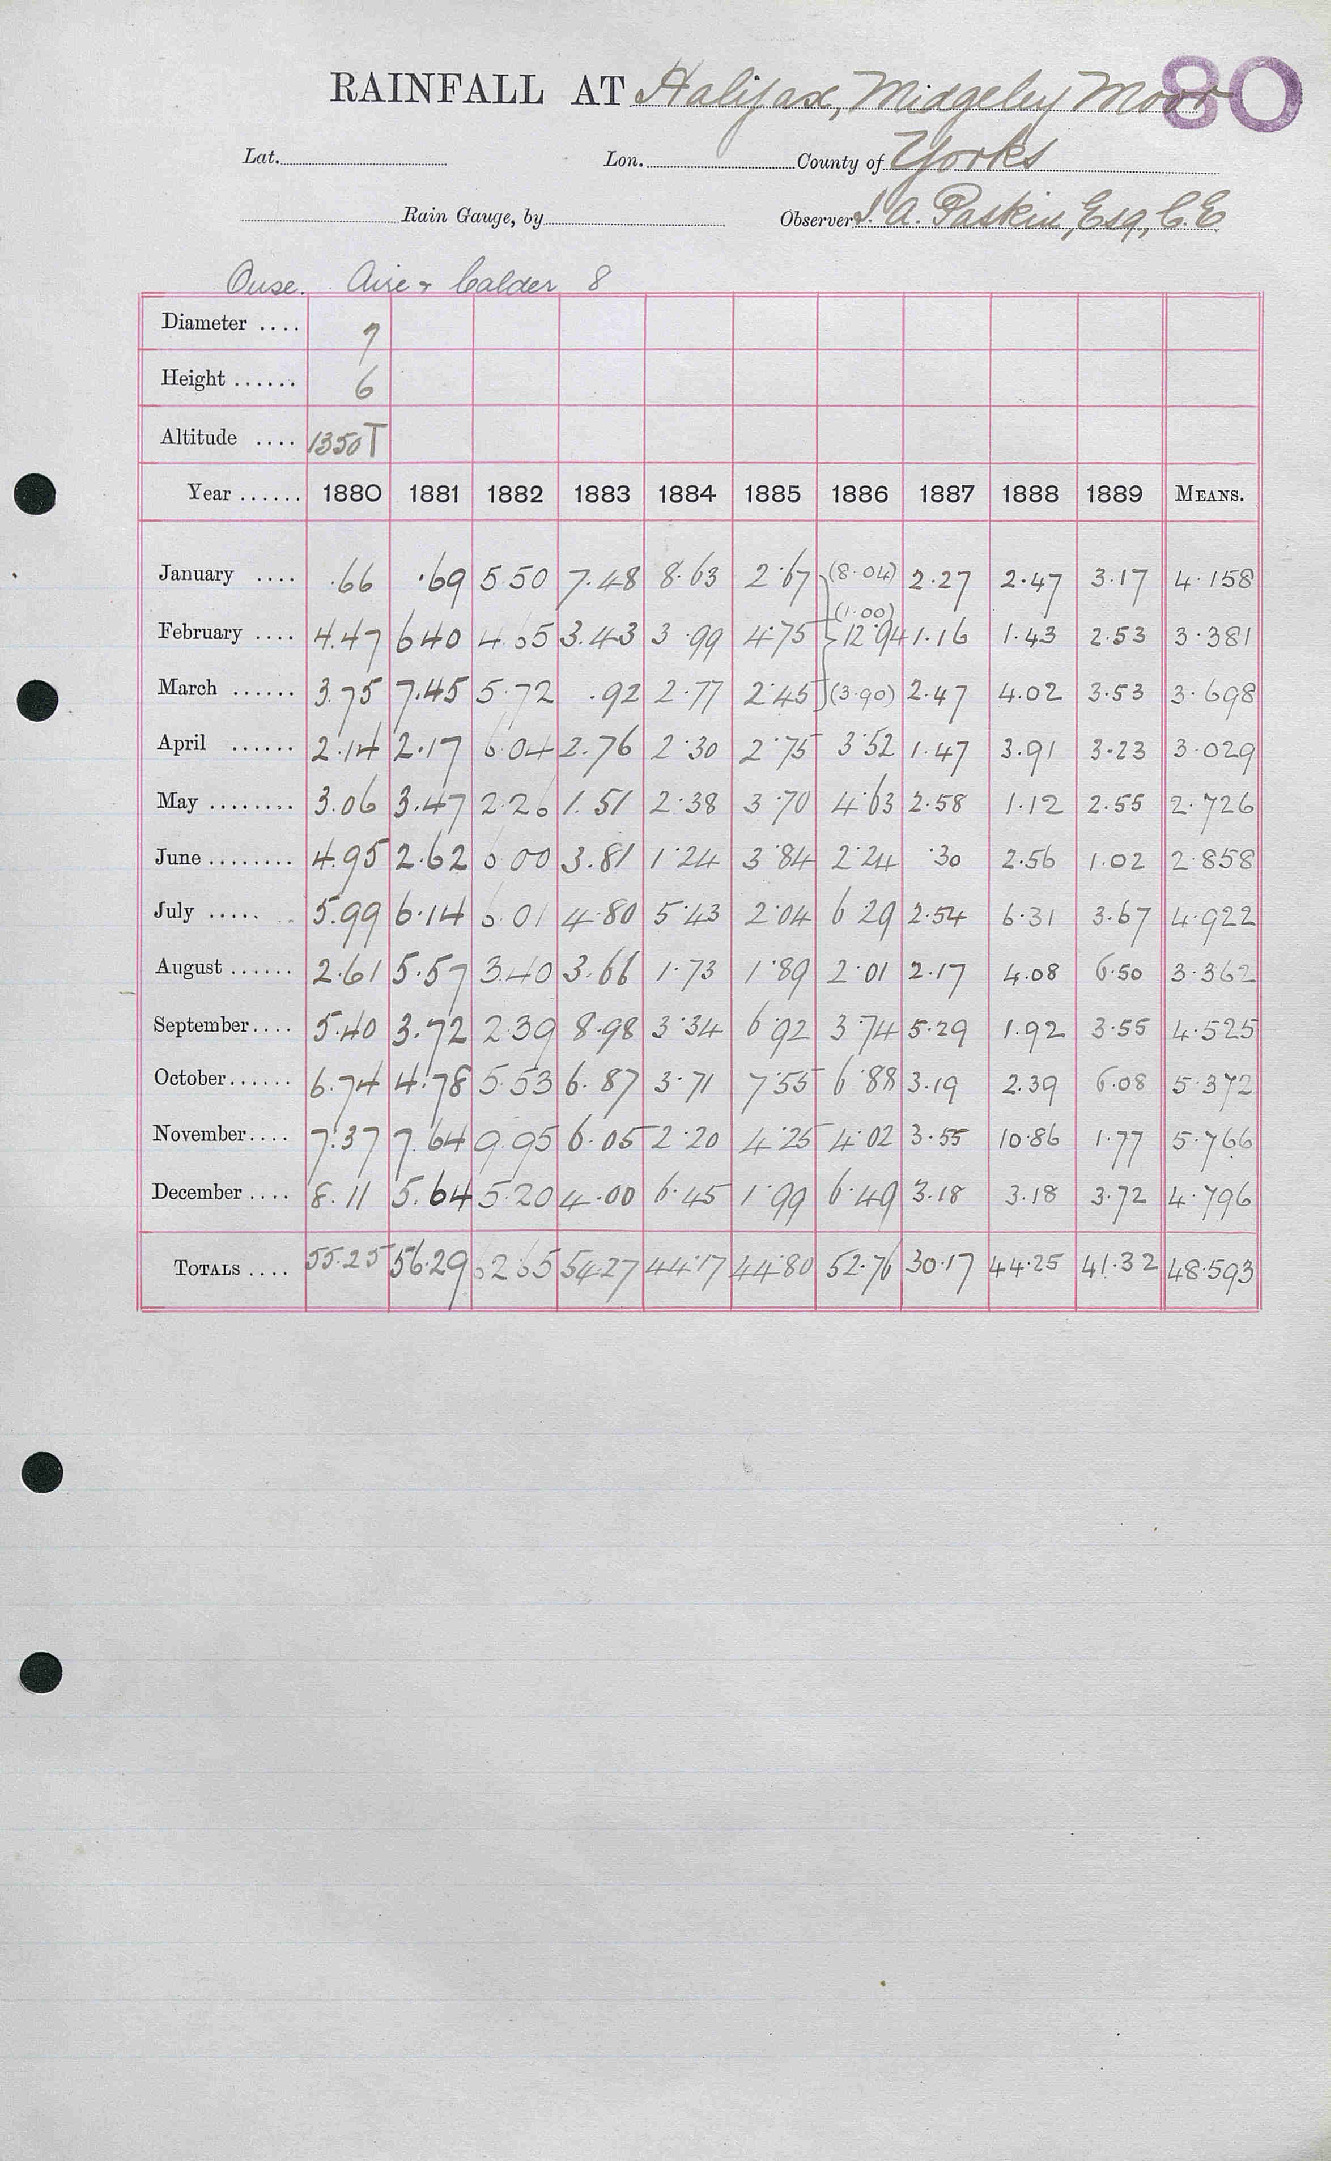 RAINFALL AT Halifax, Midgeley Moor 80
Lat. Lon. County of Yorks
Rain Gauge, by Observer J. A. Paskin, Esq, C.E
Ouse. Aire & Calder 8
Diameter .... 7
Height ...... 6
Altitude .... 1350 T
Year ...... 1880 1881 1882 1883 1884 1885 1886 1887 1888 1889 MEANS.
January .... .66 .69 5.50 7.48 8.63 2.67 (8.04) 2.27 2.47 3.17 4.158
February .... 4.47 6.40 4.65 3.43 3.99 4.75 (1.00) 12.94 1.16 1.43 2.53 3.381
March ...... 3.75 7.45 5.72 .92 2.77 2.45 (3.90) 2.47 4.02 3.53 3.698
April ...... 2.14 2.17 6.04 2.76 2.30 2.75 3.52 1.47 3.91 3.23 3.029
May ........ 3.06 3.47 2.26 1.51 2.38 3.70 4.63 2.58 1.12 2.55 2.726
June ........ 4.95 2.62 6.00 3.81 1.24 3.84 2.24 .30 2.56 1.02 2.858
July ..... 5.99 6.14 6.01 4.80 5.43 2.04 6.29 2.54 6.31 3.67 4.922
August ...... 2.61 5.57 3.40 3.66 1.73 1.89 2.01 2.17 4.08 6.50 3.362
September.... 5.40 3.72 2.39 8.98 3.34 6.92 3.74 5.29 1.92 3.55 4.525
October...... 6.74 4.78 5.53 6.87 3.71 7.55 6.88 3.19 2.39 6.08 5.372
November.... 7.37 7.64 9.95 6.05 2.20 4.25 4.02 3.55 10.86 1.77 5.766
December .... 8.11 5.64 5.20 4.00 6.45 1.99 6.49 3.18 3.18 3.72 4.796
TOTALS .... 55.25 56.29 62.65 54.27 44.17 44.80 52.76 30.17 44.25 41.32 48.593